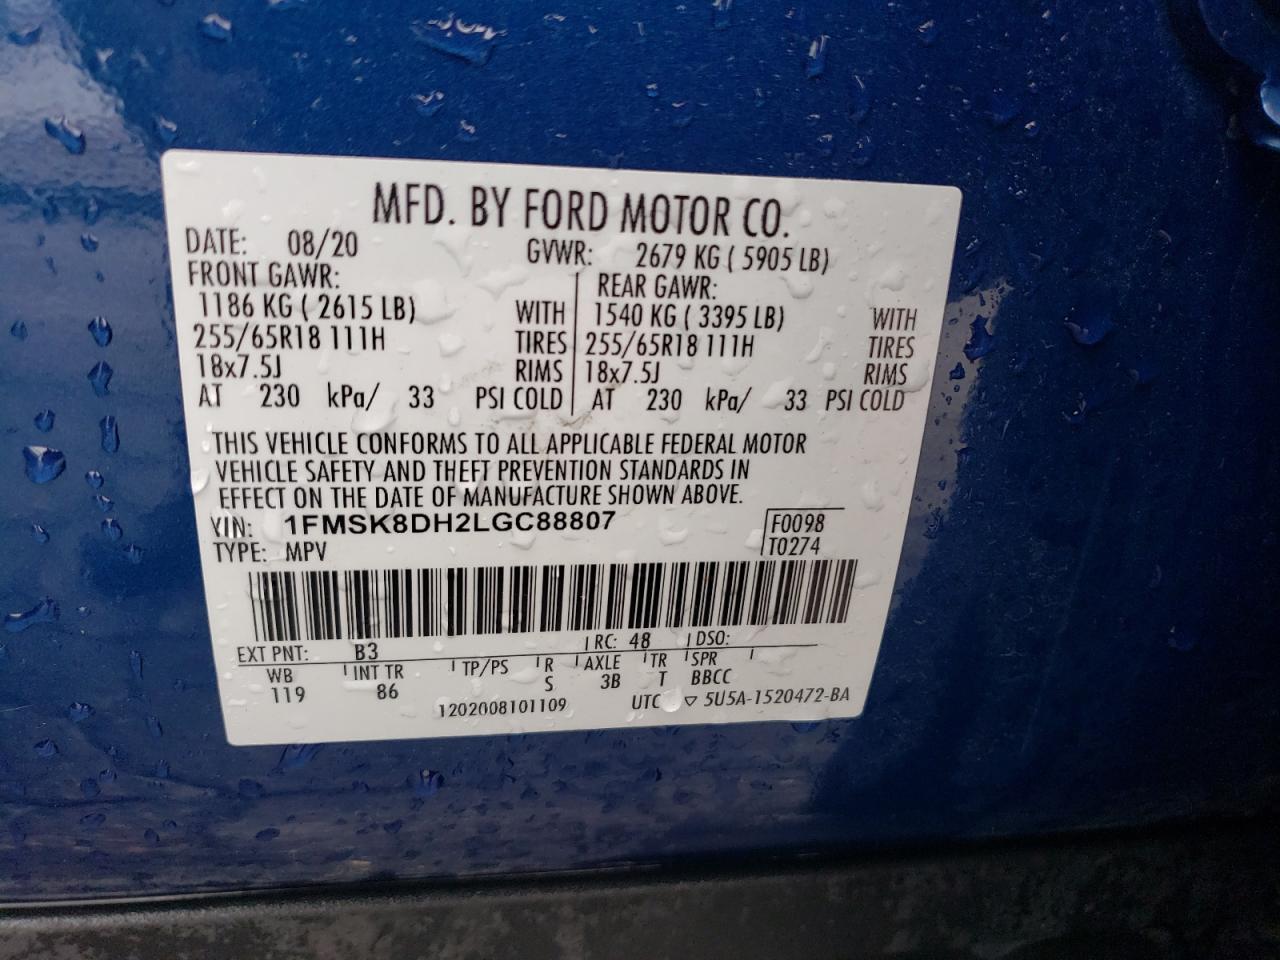 MFD. BY FORD MOTOR CO.
DATE: 08/20 GVWR: 2679 KG ( 5905 LB)
FRONT GAWR: REAR GAWR:
1186 KG ( 2615 LB) WITH 1540 KG ( 3395 LB) WITH
255/65R18 111H TIRES 255/65R18 111H TIRES
18x7.5J RIMS 18x7.5J RIMS
AT 230 kPa/ 33 PSI COLD AT 230 kPa/ 33 PSI COLD
THIS VEHICLE CONFORMS TO ALL APPLICABLE FEDERAL MOTOR
VEHICLE SAFETY AND THEFT PREVENTION STANDARDS IN
EFFECT ON THE DATE OF MANUFACTURE SHOWN ABOVE.
VIN: 1FMSK8DH2LGC88807 F0098
TYPE: MPV T0274
EXT PNT: B3 RC: 48 DSO:
WB INT TR TP/PS R AXLE TR SPR
119 86 S 3B T BBCC
1202008101109 UTC ▽ 5U5A-1520472-BA